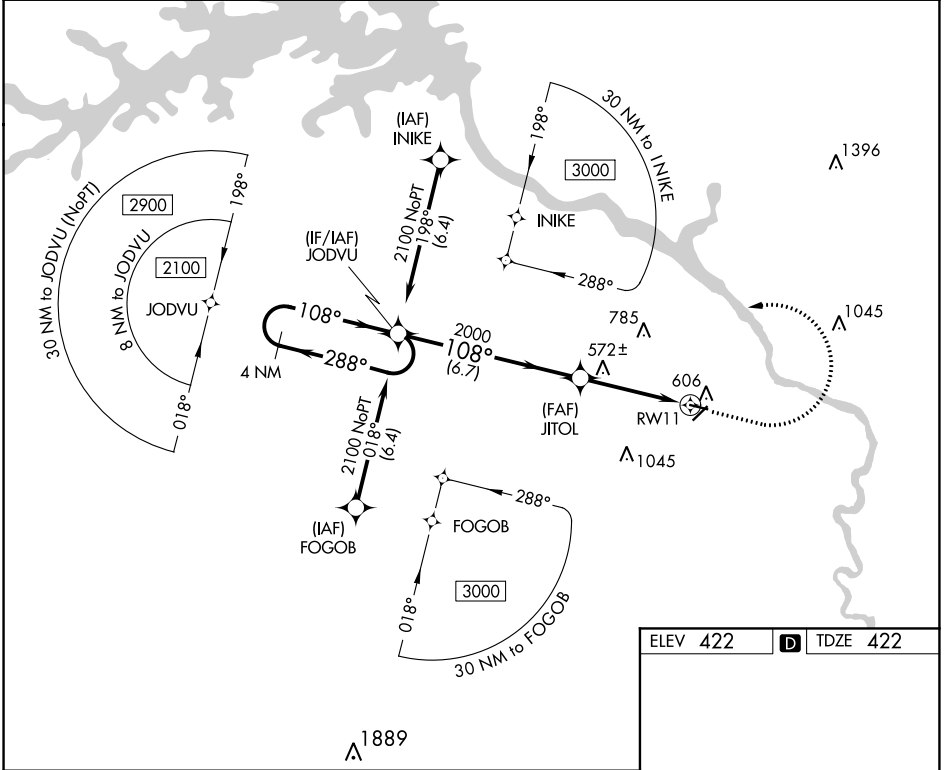 (IAF)
INIKE
2100 NoPT
198°
(6.4)
30 NM to INIKE
198°
3000
INIKE
288°
1396
30 NM to JODVU (NoPT)
2900
198°
8 NM to JODVU
2100
JODVU
018°
(IF/IAF)
JODVU
108°
288°
4 NM
2000
108°
(6.7)
785
572±
1045
(FAF)
JITOL
606
RW11
1045
2100 NoPT
018°
(6.4)
(IAF)
FOGOB
288°
FOGOB
018°
3000
30 NM to FOGOB
1889
ELEV 422 D TDZE 422